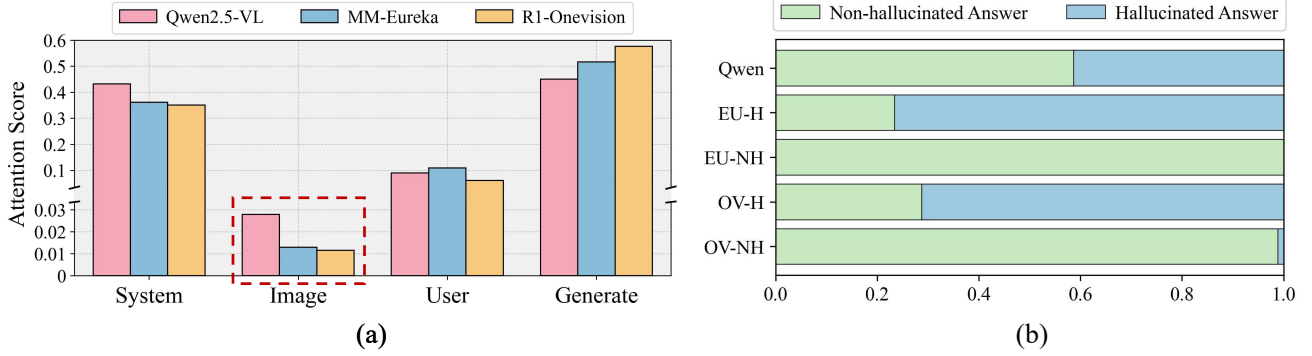 Qwen2.5-VL MM-Eureka R1-Onevision
Attention Score
0.6
0.5
0.4
0.3
0.2
0.1
0.03
0.02
0.01
0
System Image User Generate
(a)
Non-hallucinated Answer Hallucinated Answer
Qwen
EU-H
EU-NH
OV-H
OV-NH
0.0 0.2 0.4 0.6 0.8 1.0
(b)